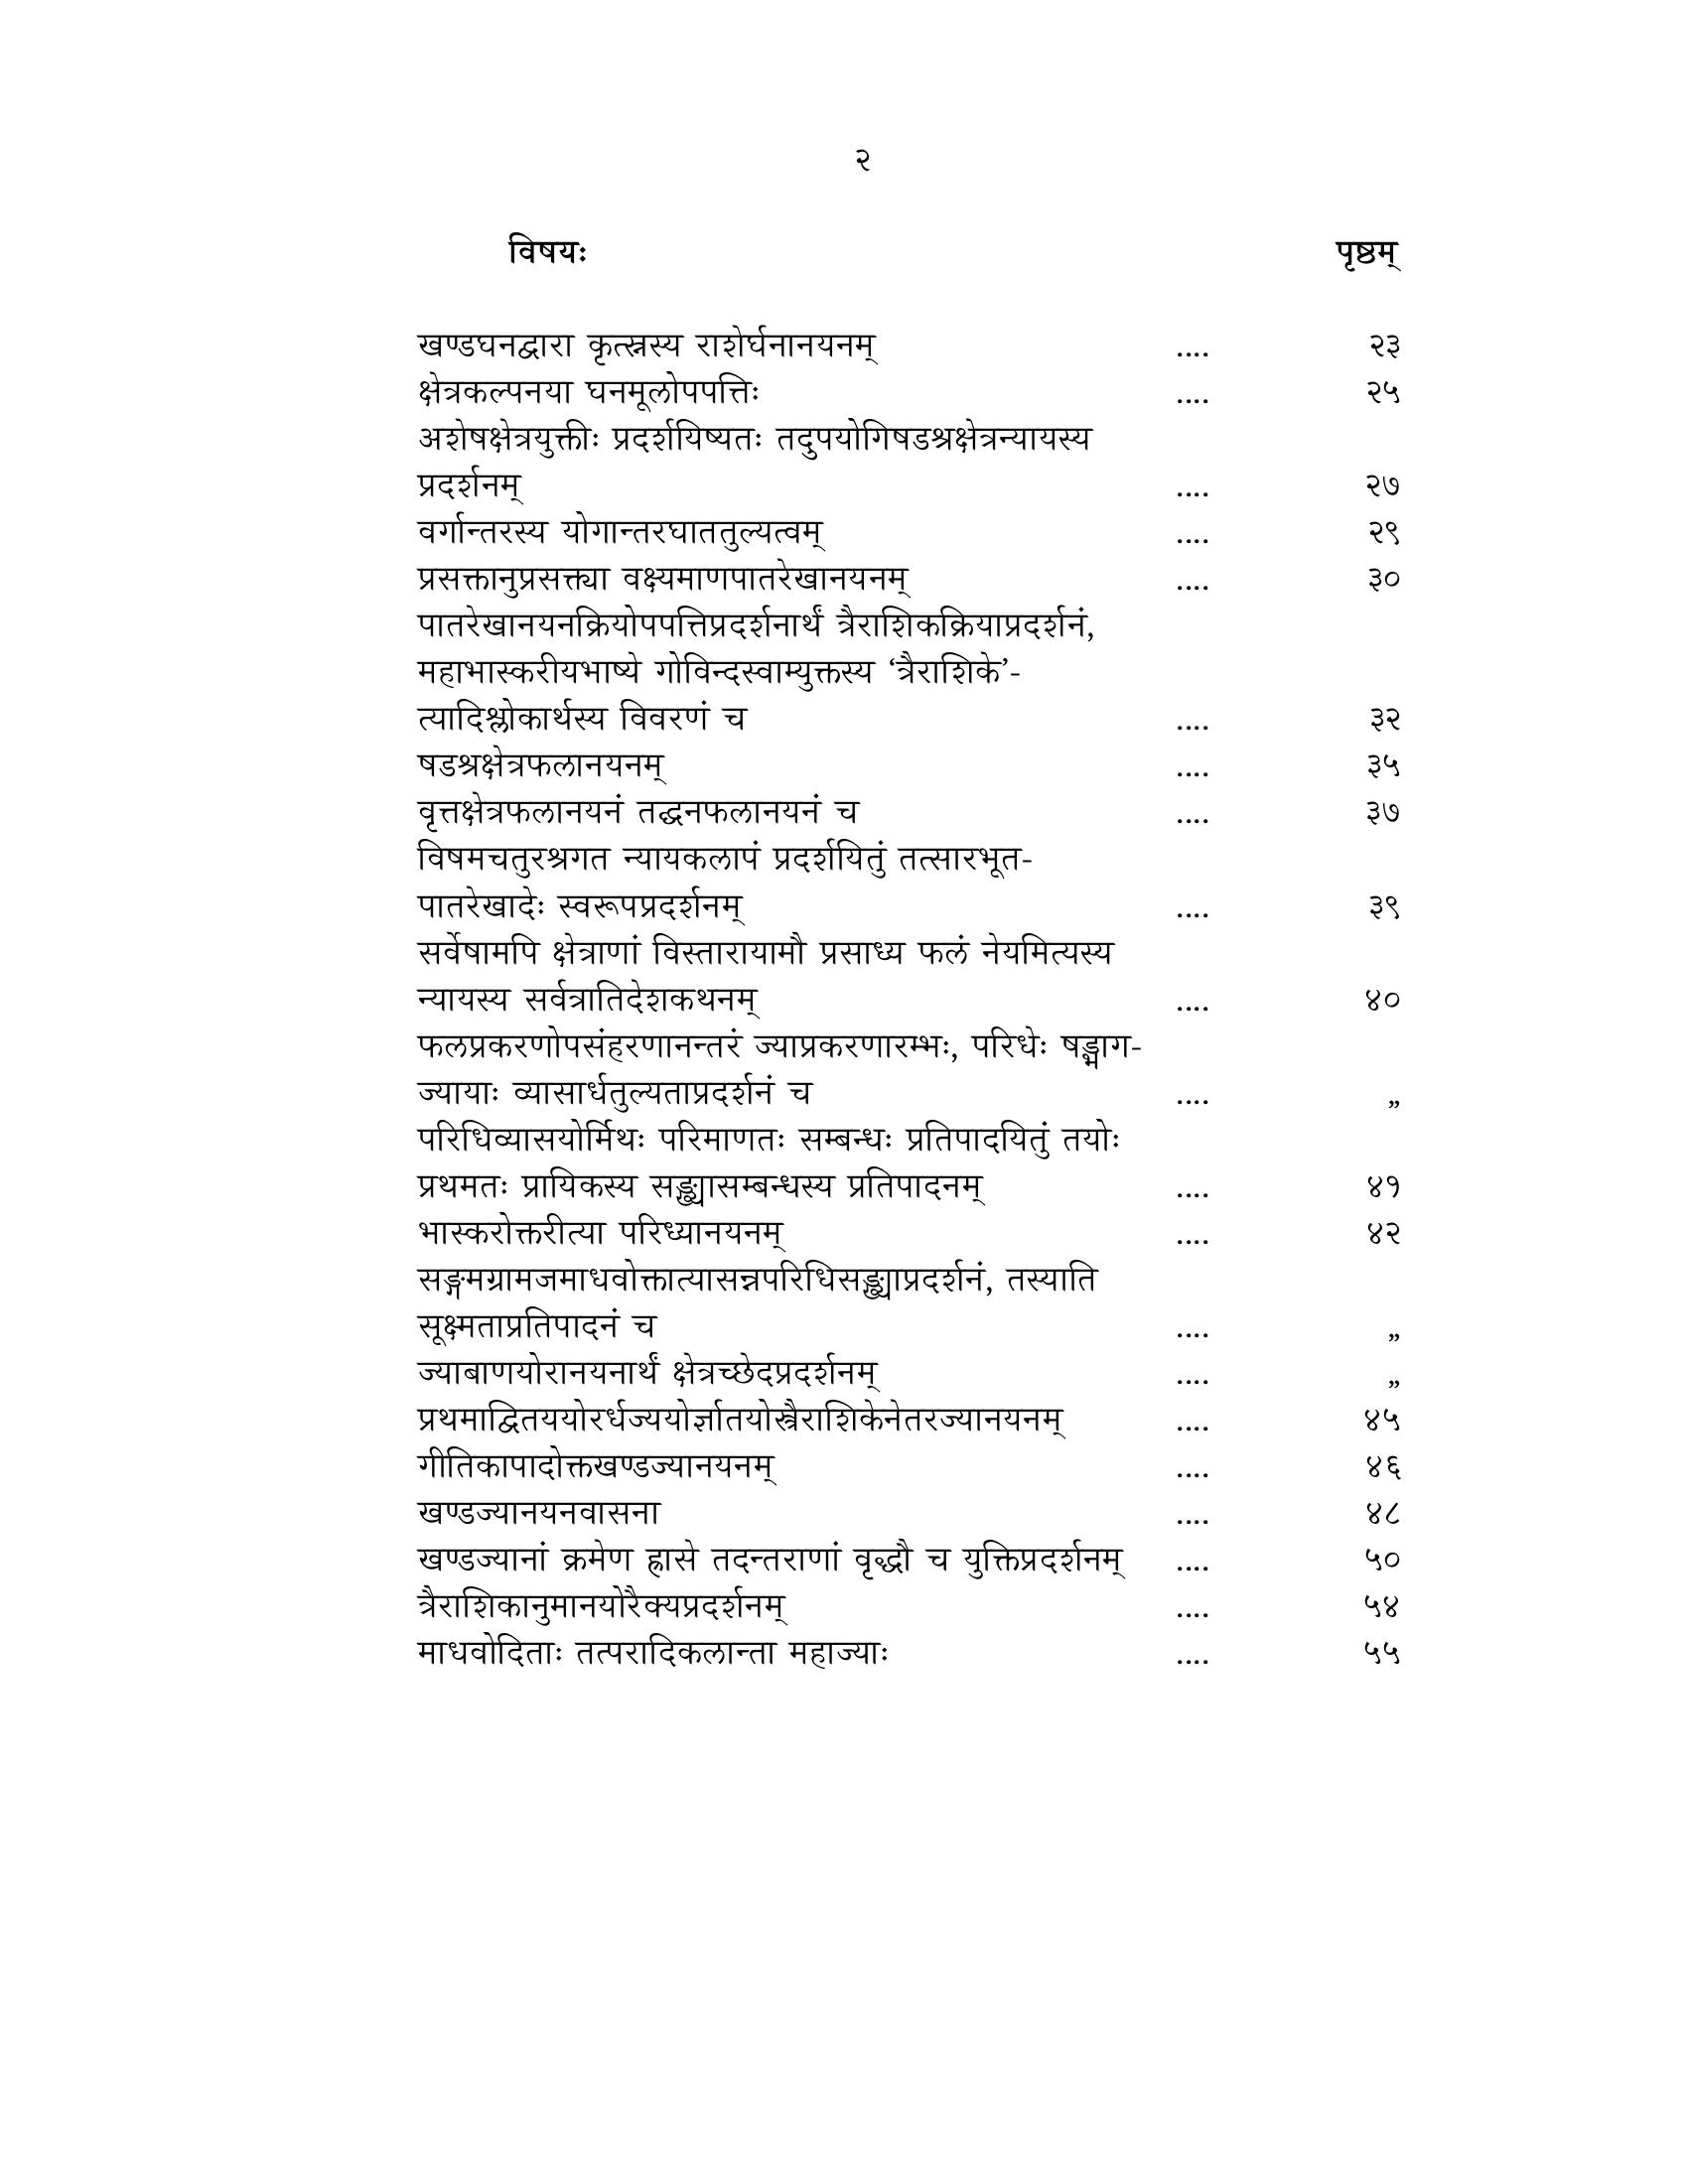 २
विषयः पृष्ठम्
खण्डघनद्वारा कृत्स्नस्य राशेर्घनानयनम् .... २३
क्षेत्रकल्पनया घनमूलोपपत्तिः .... २५
अशेषक्षेत्रयुक्तीः प्रदर्शयिष्यतः तदुपयोगिषडश्रक्षेत्रन्यायस्य
प्रदर्शनम् .... २७
वर्गान्तरस्य योगान्तरघाततुल्यत्वम् .... २९
प्रसक्तानुप्रसक्त्या वक्ष्यमाणपातरेखानयनम् .... ३०
पातरेखानयनक्रियोपपत्तिप्रदर्शनार्थं त्रैराशिकक्रियाप्रदर्शनं,
महाभास्करीयभाष्ये गोविन्दस्वाम्युक्तस्य ‘त्रैराशिके’-
त्यादिश्लोकार्थस्य विवरणं च .... ३२
षडश्रक्षेत्रफलानयनम् .... ३५
वृत्तक्षेत्रफलानयनं तद्घनफलानयनं च .... ३७
विषमचतुरश्रगत न्यायकलापं प्रदर्शयितुं तत्सारभूत-
पातरेखादेः स्वरूपप्रदर्शनम् .... ३९
सर्वेषामपि क्षेत्राणां विस्तारायामौ प्रसाध्य फलं नेयमित्यस्य
न्यायस्य सर्वत्रातिदेशकथनम् .... ४०
फलप्रकरणोपसंहरणानन्तरं ज्याप्रकरणारम्भः, परिधेः षड्भाग-
ज्यायाः व्यासार्धतुल्यताप्रदर्शनं च .... „
परिधिव्यासयोर्मिथः परिमाणतः सम्बन्धः प्रतिपादयितुं तयोः
प्रथमतः प्रायिकस्य सङ्ख्यासम्बन्धस्य प्रतिपादनम् .... ४१
भास्करोक्तरीत्या परिध्यानयनम् .... ४२
सङ्गमग्रामजमाधवोक्तात्यासन्नपरिधिसङ्ख्याप्रदर्शनं, तस्याति
सूक्ष्मताप्रतिपादनं च .... „
ज्याबाणयोरानयनार्थं क्षेत्रच्छेदप्रदर्शनम् .... „
प्रथमाद्वितययोरर्धज्ययोर्ज्ञातयोस्त्रैराशिकेनेतरज्यानयनम् .... ४५
गीतिकापादोक्तखण्डज्यानयनम् .... ४६
खण्डज्यानयनवासना .... ४८
खण्डज्यानां क्रमेण ह्रासे तदन्तराणां वृद्धौ च युक्तिप्रदर्शनम् .... ५०
त्रैराशिकानुमानयोरैक्यप्रदर्शनम् .... ५४
माधवोदिताः तत्परादिकलान्ता महाज्याः .... ५५